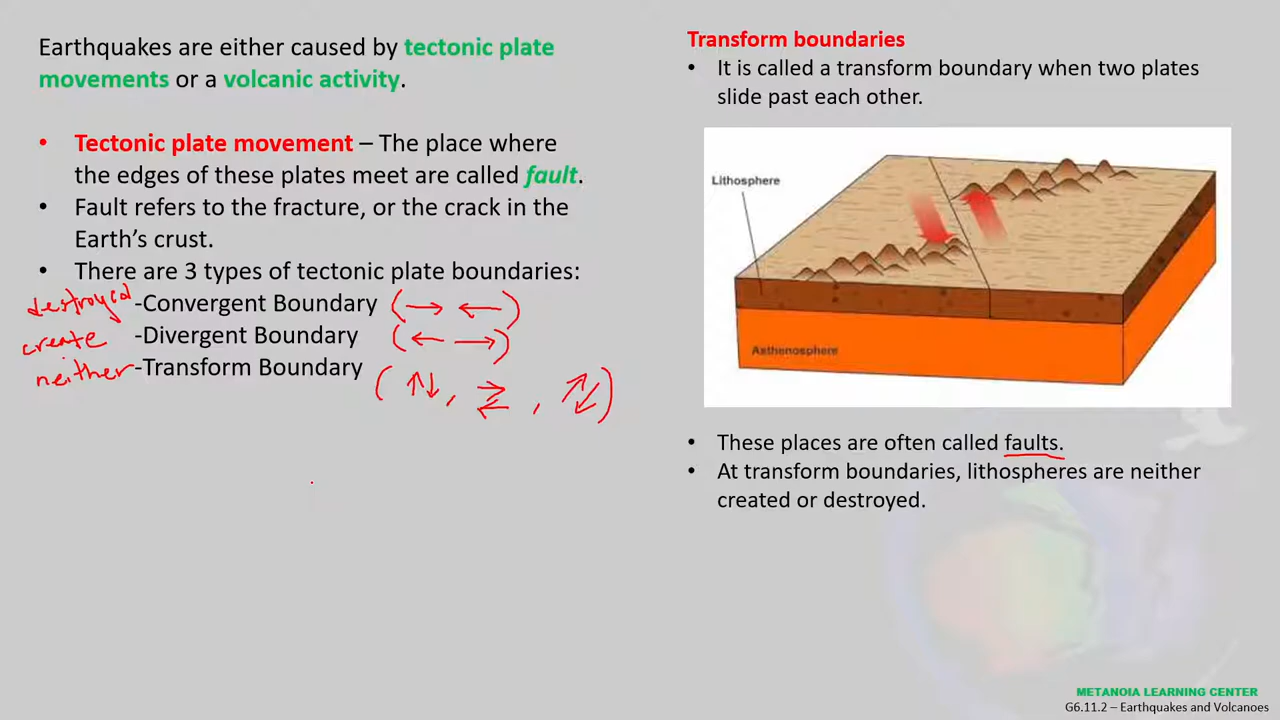 Earthquakes are either caused by tectonic plate
movements or a volcanic activity.
• Tectonic plate movement – The place where
the edges of these plates meet are called fault.
• Fault refers to the fracture, or the crack in the
Earth's crust.
• There are 3 types of tectonic plate boundaries:
destroyed -Convergent Boundary (→ ←)
create -Divergent Boundary (← →)
neither -Transform Boundary (↑↓, ⇄, ↗↙)
Transform boundaries
• It is called a transform boundary when two plates
slide past each other.
Lithosphere
Asthenosphere
• These places are often called faults.
• At transform boundaries, lithospheres are neither
created or destroyed.
METANOIA LEARNING CENTER
G6.11.2 – Earthquakes and Volcanoes